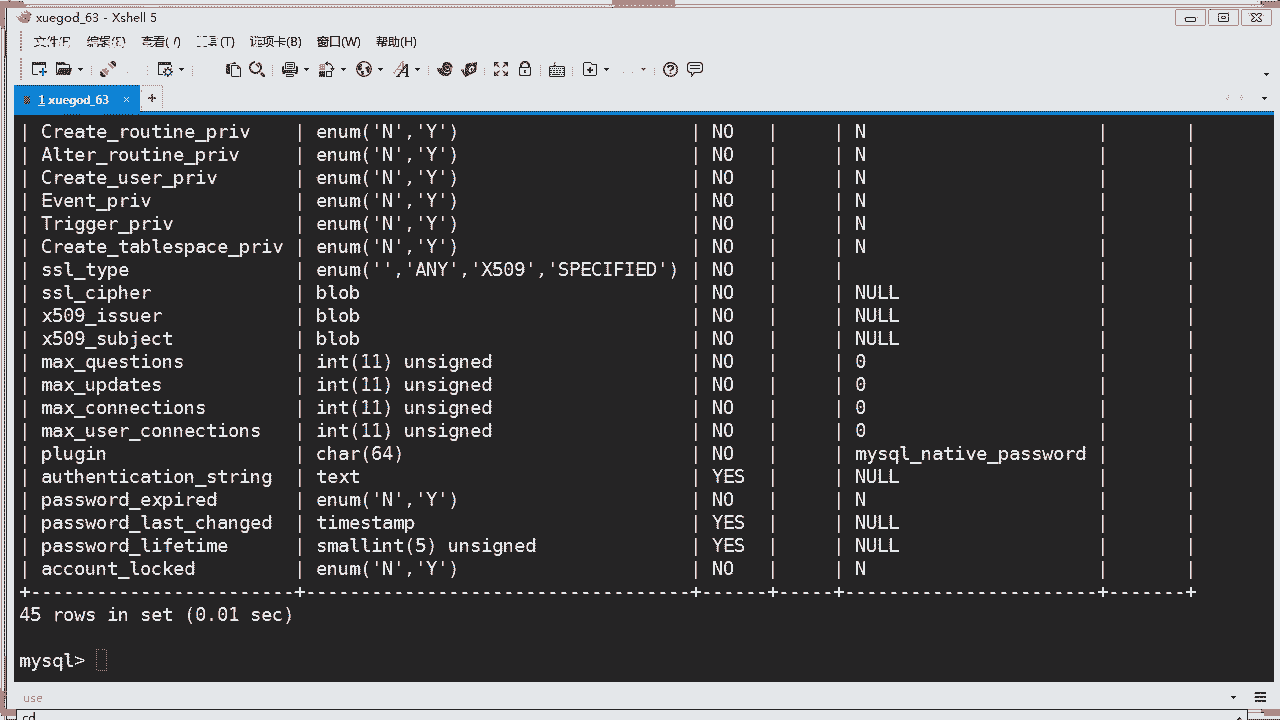 xuegod_63 - Xshell 5
文件(F) 编辑(E) 查看(V) 工具(T) 选项卡(B) 窗口(W) 帮助(H)
1 xuegod_63 × +
| Create_routine_priv | enum('N','Y') | NO | | N | |
| Alter_routine_priv | enum('N','Y') | NO | | N | |
| Create_user_priv | enum('N','Y') | NO | | N | |
| Event_priv | enum('N','Y') | NO | | N | |
| Trigger_priv | enum('N','Y') | NO | | N | |
| Create_tablespace_priv | enum('N','Y') | NO | | N | |
| ssl_type | enum('','ANY','X509','SPECIFIED') | NO | | | |
| ssl_cipher | blob | NO | | NULL | |
| x509_issuer | blob | NO | | NULL | |
| x509_subject | blob | NO | | NULL | |
| max_questions | int(11) unsigned | NO | | 0 | |
| max_updates | int(11) unsigned | NO | | 0 | |
| max_connections | int(11) unsigned | NO | | 0 | |
| max_user_connections | int(11) unsigned | NO | | 0 | |
| plugin | char(64) | NO | | mysql_native_password | |
| authentication_string | text | YES | | NULL | |
| password_expired | enum('N','Y') | NO | | N | |
| password_last_changed | timestamp | YES | | NULL | |
| password_lifetime | smallint(5) unsigned | YES | | NULL | |
| account_locked | enum('N','Y') | NO | | N | |
+------------------------+-----------------------------------+------+-----+-----------------------+-------+
45 rows in set (0.01 sec)
mysql>
use
cd